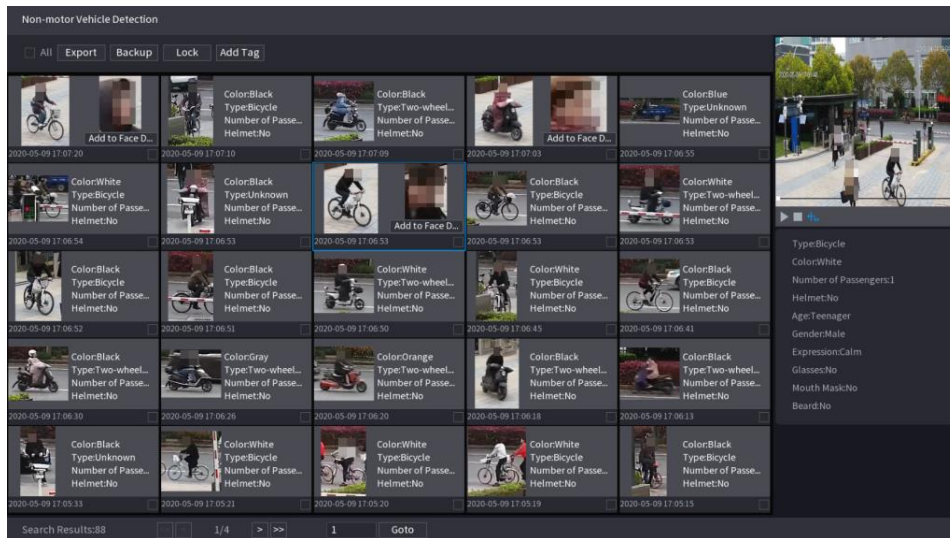 Non-motor Vehicle Detection
All Export Backup Lock Add Tag
Add to Face D...
2020-05-09 17:07:20
Color:Black
Type:Bicycle
Number of Passe...
Helmet:No
2020-05-09 17:07:10
Color:Black
Type:Two-wheel...
Number of Passe...
Helmet:No
2020-05-09 17:07:09
Add to Face D...
2020-05-09 17:07:03
Color:Blue
Type:Unknown
Number of Passe...
Helmet:No
2020-05-09 17:06:55
Color:White
Type:Bicycle
Number of Passe...
Helmet:No
2020-05-09 17:06:54
Color:Black
Type:Unknown
Number of Passe...
Helmet:No
2020-05-09 17:06:53
Add to Face D...
2020-05-09 17:06:53
Color:Black
Type:Bicycle
Number of Passe...
Helmet:No
2020-05-09 17:06:53
Color:White
Type:Two-wheel...
Number of Passe...
Helmet:No
2020-05-09 17:06:53
Color:Black
Type:Bicycle
Number of Passe...
Helmet:No
2020-05-09 17:06:52
Color:Black
Type:Bicycle
Number of Passe...
Helmet:No
2020-05-09 17:06:51
Color:White
Type:Two-wheel...
Number of Passe...
Helmet:No
2020-05-09 17:06:50
Color:White
Type:Bicycle
Number of Passe...
Helmet:No
2020-05-09 17:06:45
Color:Black
Type:Bicycle
Number of Passe...
Helmet:No
2020-05-09 17:06:41
Color:Black
Type:Two-wheel...
Number of Passe...
Helmet:No
2020-05-09 17:06:30
Color:Gray
Type:Two-wheel...
Number of Passe...
Helmet:No
2020-05-09 17:06:26
Color:Orange
Type:Two-wheel...
Number of Passe...
Helmet:No
2020-05-09 17:06:20
Color:Black
Type:Two-wheel...
Number of Passe...
Helmet:No
2020-05-09 17:06:18
Color:Black
Type:Two-wheel...
Number of Passe...
Helmet:No
2020-05-09 17:06:13
Color:Black
Type:Unknown
Number of Passe...
Helmet:No
2020-05-09 17:05:33
Color:White
Type:Bicycle
Number of Passe...
Helmet:No
2020-05-09 17:05:21
Color:White
Type:Bicycle
Number of Passe...
Helmet:No
2020-05-09 17:05:20
Color:White
Type:Bicycle
Number of Passe...
Helmet:No
2020-05-09 17:05:19
Color:Black
Type:Bicycle
Number of Passe...
Helmet:No
2020-05-09 17:05:15
Type:Bicycle
Color:White
Number of Passengers:1
Helmet:No
Age:Teenager
Gender:Male
Expression:Calm
Glasses:No
Mouth Mask:No
Beard:No
Search Results:88 1/4 > >> 1 Goto